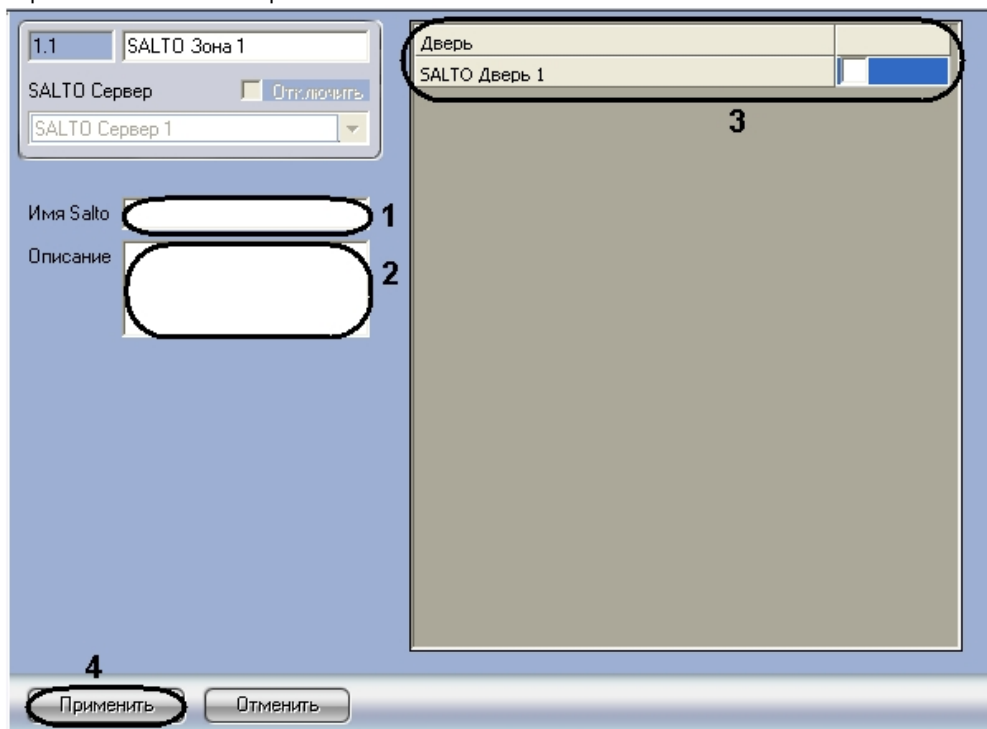 1.1 SALTO Зона 1
SALTO Сервер Отключить
SALTO Сервер 1
Имя Salto 1
Описание 2
Дверь
SALTO Дверь 1
3
4
Применить Отменить